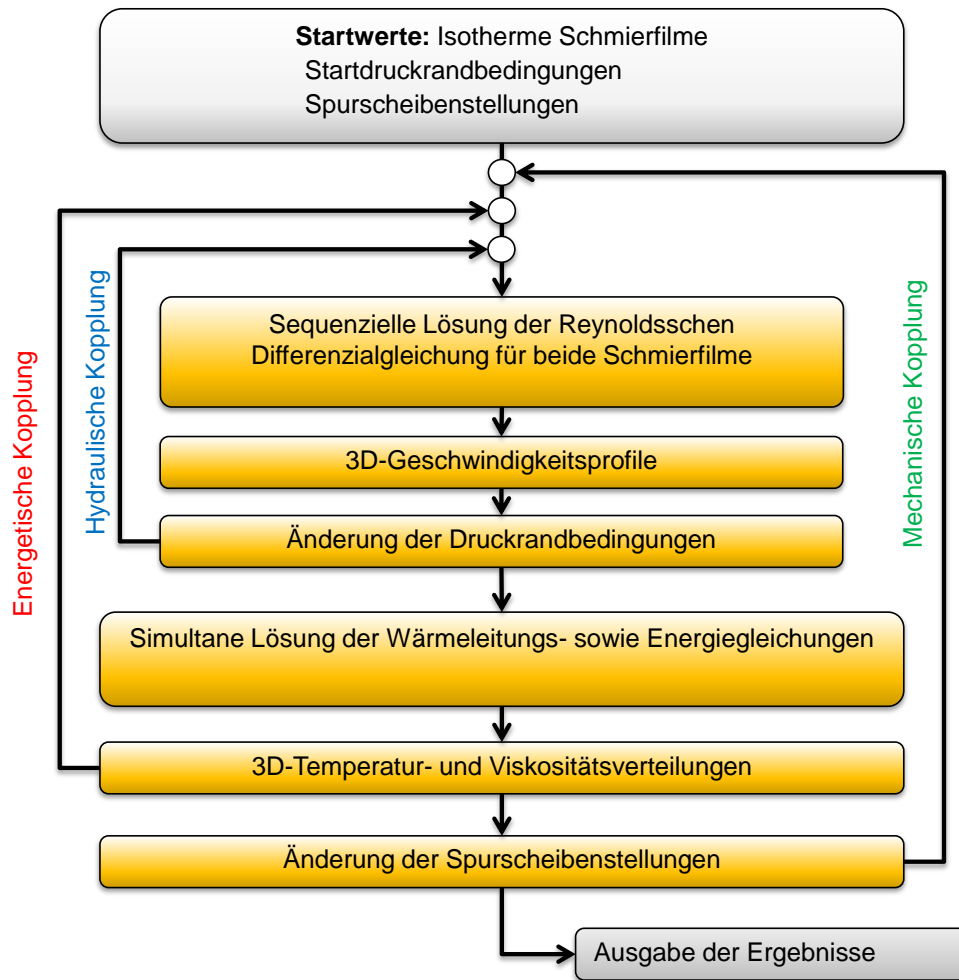 Startwerte: Isotherme Schmierfilme
Startdruckrandbedingungen
Spurscheibenstellungen
Energetische Kopplung
Hydraulische Kopplung
Mechanische Kopplung
Sequenzielle Lösung der Reynoldsschen
Differenzialgleichung für beide Schmierfilme
3D-Geschwindigkeitsprofile
Änderung der Druckrandbedingungen
Simultane Lösung der Wärmeleitungs- sowie Energiegleichungen
3D-Temperatur- und Viskositätsverteilungen
Änderung der Spurscheibenstellungen
Ausgabe der Ergebnisse